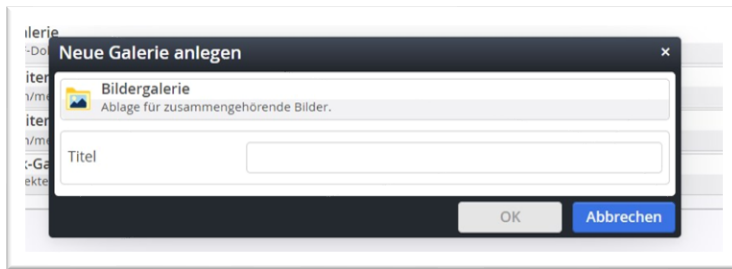 Neue Galerie anlegen ×
Bildergalerie
Ablage für zusammengehörende Bilder.
Titel
OK Abbrechen